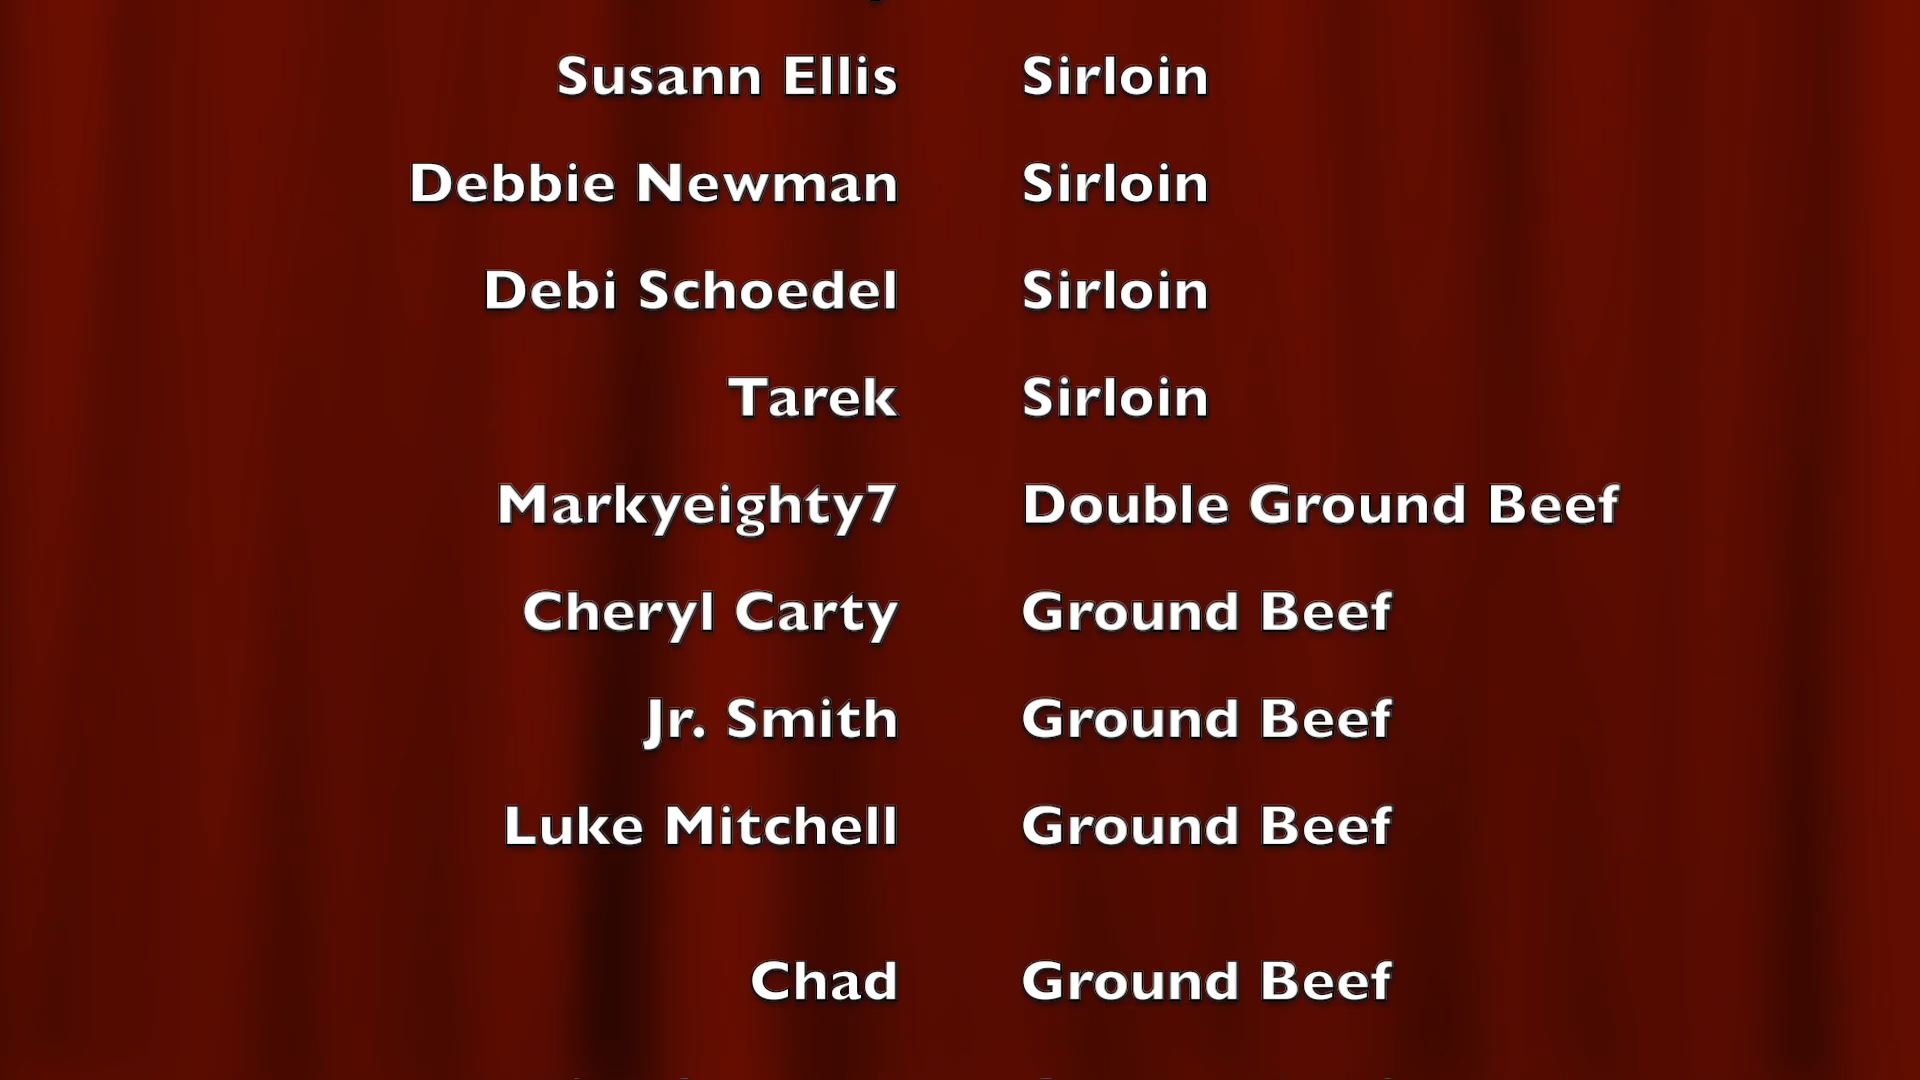 Susann Ellis Sirloin
Debbie Newman Sirloin
Debi Schoedel Sirloin
Tarek Sirloin
Markyeighty7 Double Ground Beef
Cheryl Carty Ground Beef
Jr. Smith Ground Beef
Luke Mitchell Ground Beef
Chad Ground Beef